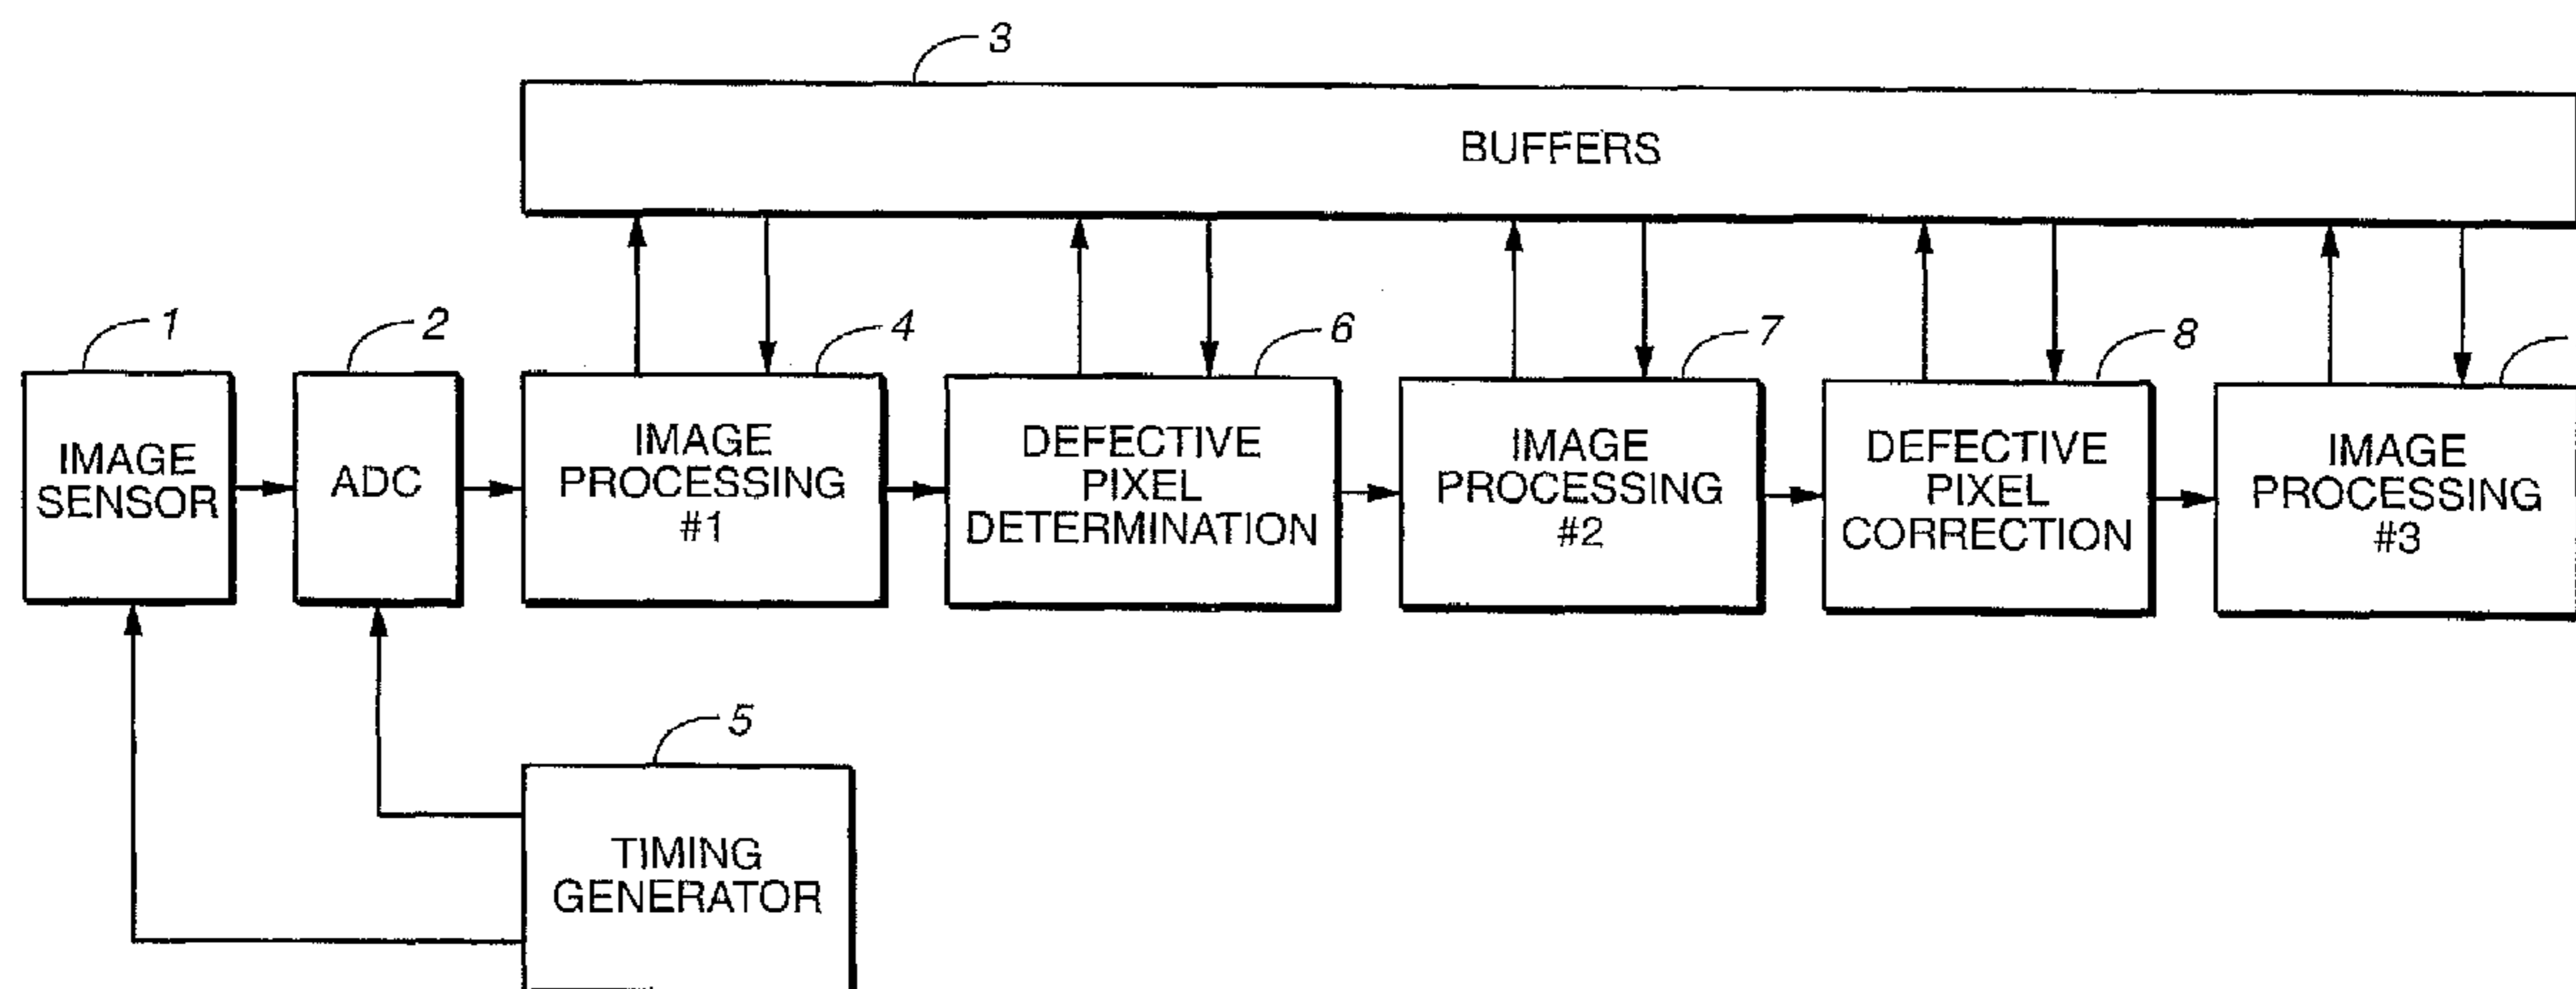 3
BUFFERS
1
2
4
6
7
8
IMAGE
SENSOR
ADC
IMAGE
PROCESSING
#1
DEFECTIVE
PIXEL
DETERMINATION
IMAGE
PROCESSING
#2
DEFECTIVE
PIXEL
CORRECTION
IMAGE
PROCESSING
#3
5
TIMING
GENERATOR